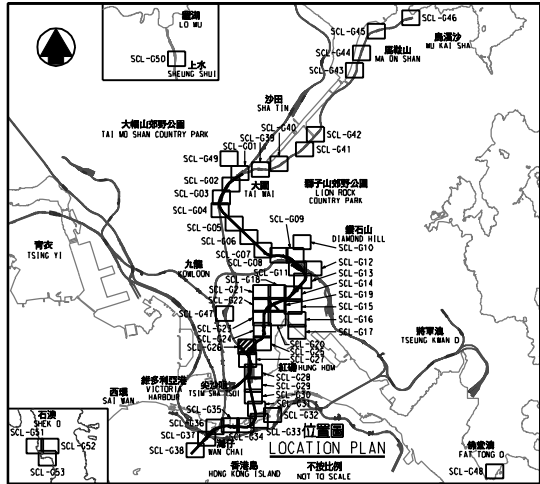 羅湖
LO WU
SCL-G50
上水
SHEUNG SHUI
SCL-G46
SCL-G45
烏溪沙
WU KAI SHA
SCL-G44
馬鞍山
MA ON SHAN
SCL-G43
沙田
SHA TIN
大帽山郊野公園
TAI MO SHAN COUNTRY PARK
SCL-G40
SCL-G39
SCL-G01
SCL-G42
SCL-G41
SCL-G49
SCL-G02
大圍
TAI WAI
獅子山郊野公園
LION ROCK
COUNTRY PARK
SCL-G03
SCL-G04
SCL-G05
SCL-G06
SCL-G07
SCL-G08
SCL-G09
鑽石山
DIAMOND HILL
SCL-G10
SCL-G11
SCL-G12
SCL-G13
SCL-G14
SCL-G19
SCL-G15
SCL-G16
SCL-G17
青衣
TSING YI
九龍
KOWLOON
SCL-G18
SCL-G21
SCL-G22
SCL-G47
SCL-G23
SCL-G24
SCL-G26
SCL-G20
SCL-G27
紅磡
HUNG HOM
SCL-G28
SCL-G29
SCL-G30
SCL-G32
SCL-G33
SCL-G34
SCL-G35
SCL-G36
SCL-G37
SCL-G38
將軍澳
TSEUNG KWAN O
西環
SAI WAN
維多利亞港
VICTORIA
HARBOUR
尖沙咀
TSIM SHA TSUI
灣仔
WAN CHAI
香港島
HONG KONG ISLAND
石澳
SHEK O
SCL-G51
SCL-G52
SCL-G53
佛堂澳
FAT TONG O
SCL-G48
位置圖
LOCATION PLAN
不按比例
NOT TO SCALE